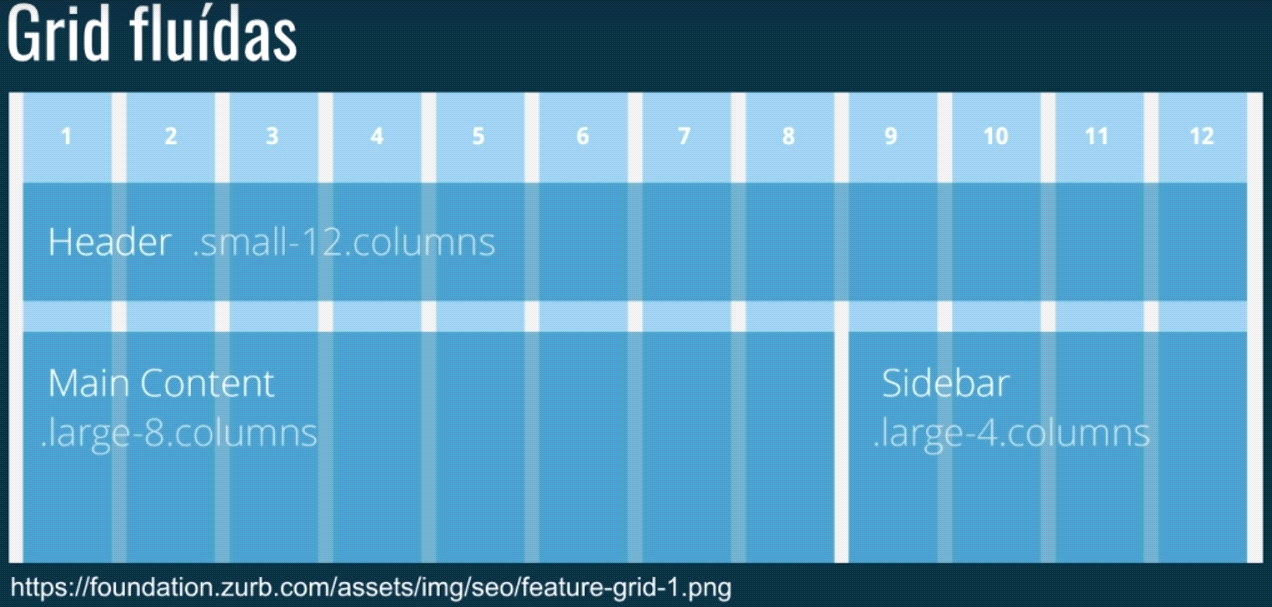 Grid fluídas
1 2 3 4 5 6 7 8 9 10 11 12
Header .small-12.columns
Main Content
.large-8.columns
Sidebar
.large-4.columns
https://foundation.zurb.com/assets/img/seo/feature-grid-1.png